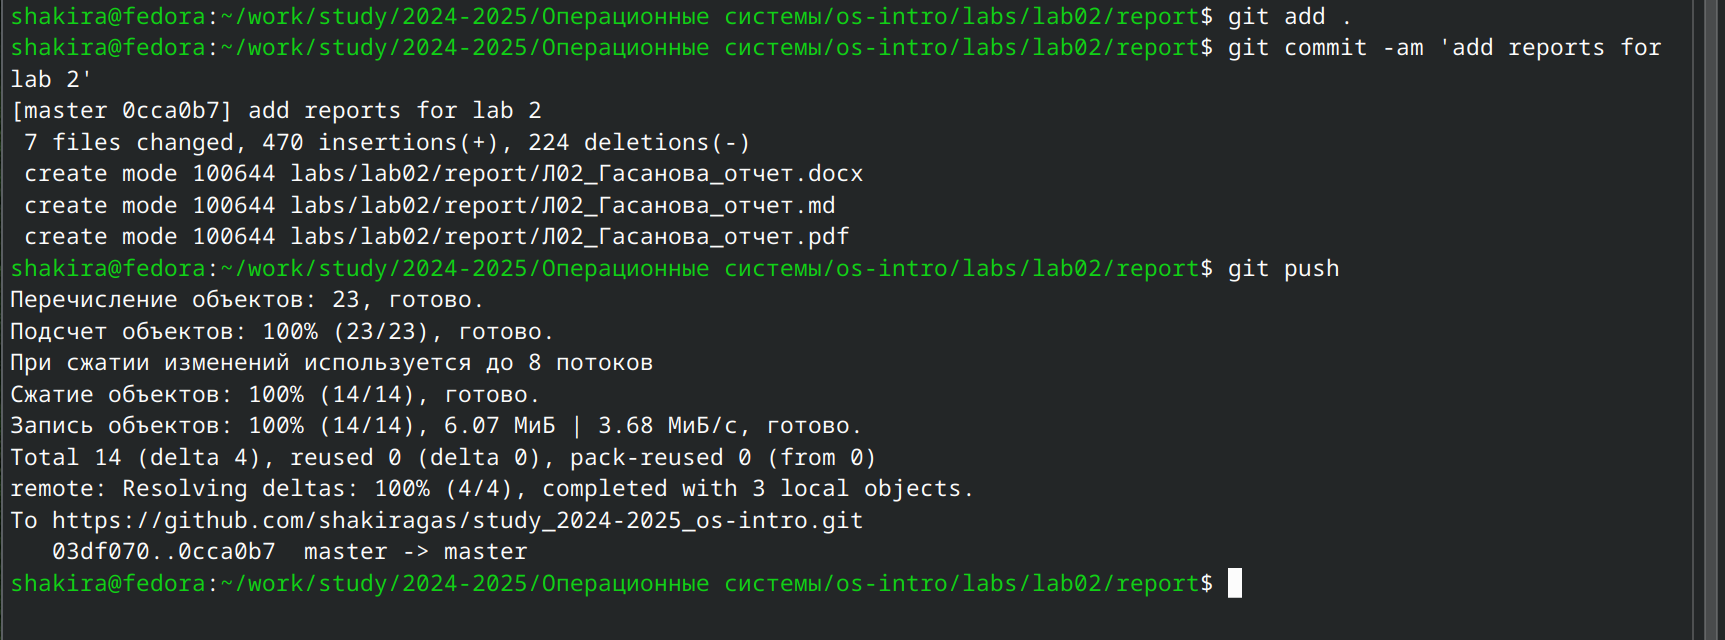 shakira@fedora:~/work/study/2024-2025/Операционные системы/os-intro/labs/lab02/report$ git add .
shakira@fedora:~/work/study/2024-2025/Операционные системы/os-intro/labs/lab02/report$ git commit -am 'add reports for
lab 2'
[master 0cca0b7] add reports for lab 2
 7 files changed, 470 insertions(+), 224 deletions(-)
 create mode 100644 labs/lab02/report/Л02_Гасанова_отчет.docx
 create mode 100644 labs/lab02/report/Л02_Гасанова_отчет.md
 create mode 100644 labs/lab02/report/Л02_Гасанова_отчет.pdf
shakira@fedora:~/work/study/2024-2025/Операционные системы/os-intro/labs/lab02/report$ git push
Перечисление объектов: 23, готово.
Подсчет объектов: 100% (23/23), готово.
При сжатии изменений используется до 8 потоков
Сжатие объектов: 100% (14/14), готово.
Запись объектов: 100% (14/14), 6.07 МиБ | 3.68 МиБ/с, готово.
Total 14 (delta 4), reused 0 (delta 0), pack-reused 0 (from 0)
remote: Resolving deltas: 100% (4/4), completed with 3 local objects.
To https://github.com/shakiragas/study_2024-2025_os-intro.git
   03df070..0cca0b7  master -> master
shakira@fedora:~/work/study/2024-2025/Операционные системы/os-intro/labs/lab02/report$